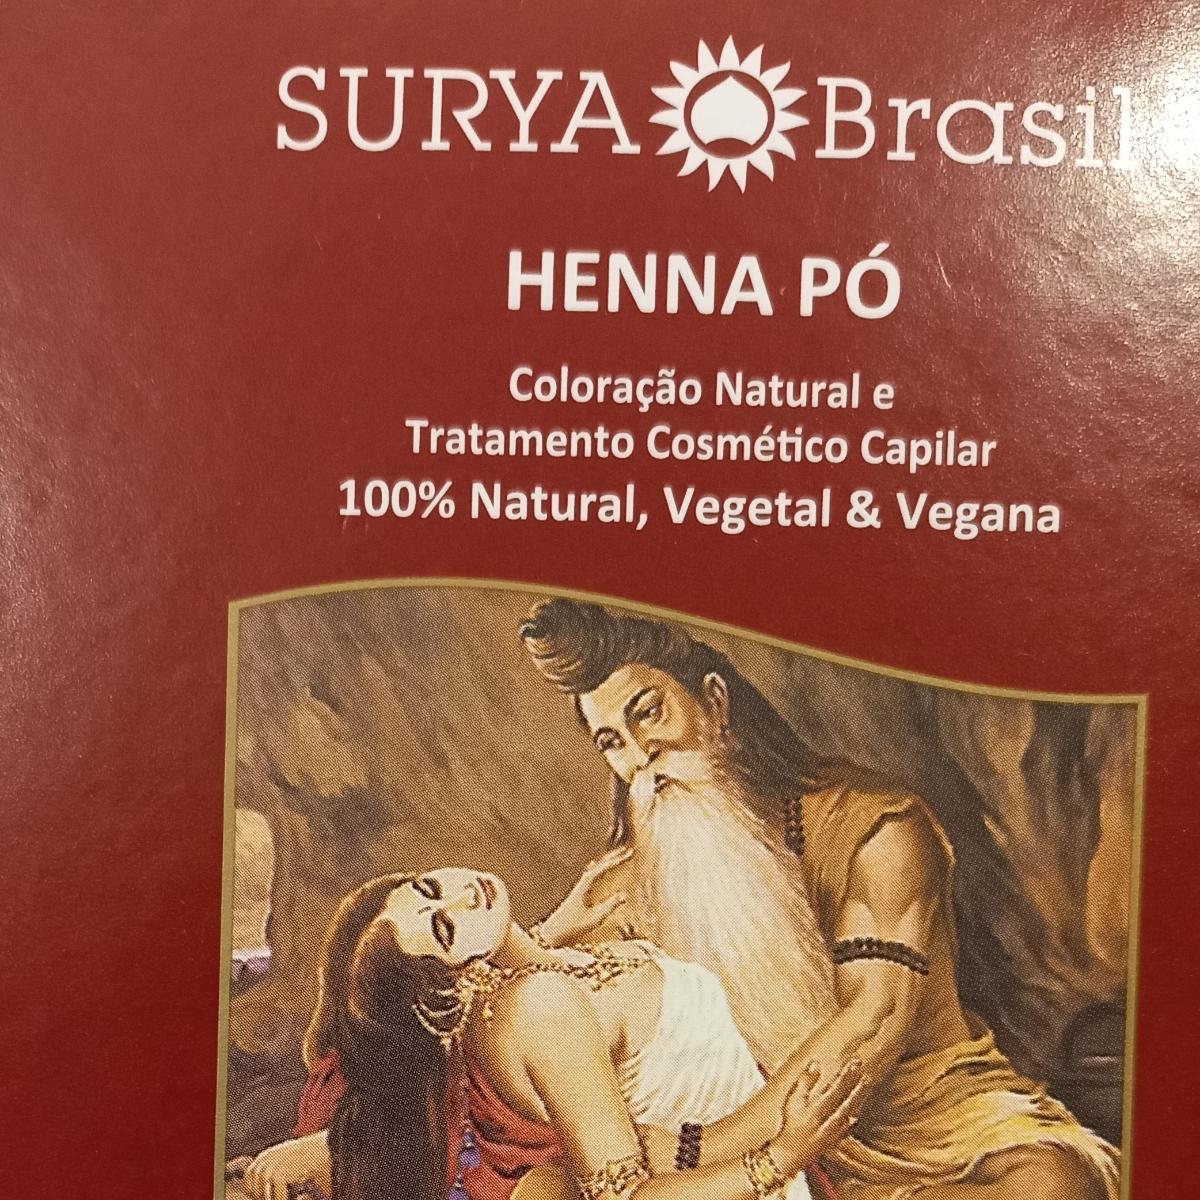 SURYA Brasil
HENNA PÓ
Coloração Natural e
Tratamento Cosmético Capilar
100% Natural, Vegetal & Vegana